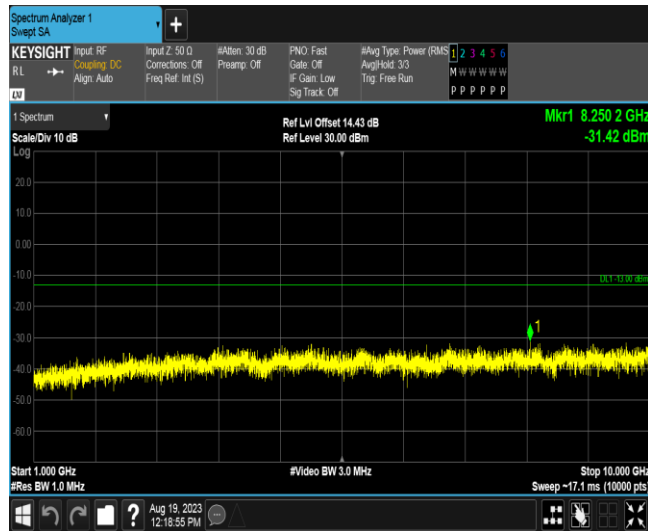 Spectrum Analyzer 1
Swept SA
+
KEYSIGHT
RL
LXI
Input: RF
Coupling: DC
Align: Auto
Input Z: 50 Ω
Corrections: Off
Freq Ref: Int (S)
#Atten: 30 dB
Preamp: Off
PNO: Fast
Gate: Off
IF Gain: Low
Sig Track: Off
#Avg Type: Power (RMS
Avg|Hold: 3/3
Trig: Free Run
1 2 3 4 5 6
M W W W W W
P P P P P P
1 Spectrum
Scale/Div 10 dB
Log
Ref Lvl Offset 14.43 dB
Ref Level 30.00 dBm
Mkr1 8.250 2 GHz
-31.42 dBm
20.0
10.0
0.00
-10.0
DL1 -13.00 dBm
-20.0
-30.0
1
-40.0
-50.0
-60.0
Start 1.000 GHz
#Res BW 1.0 MHz
#Video BW 3.0 MHz
Stop 10.000 GHz
Sweep ~17.1 ms (10000 pts)
?
Aug 19, 2023
12:18:55 PM